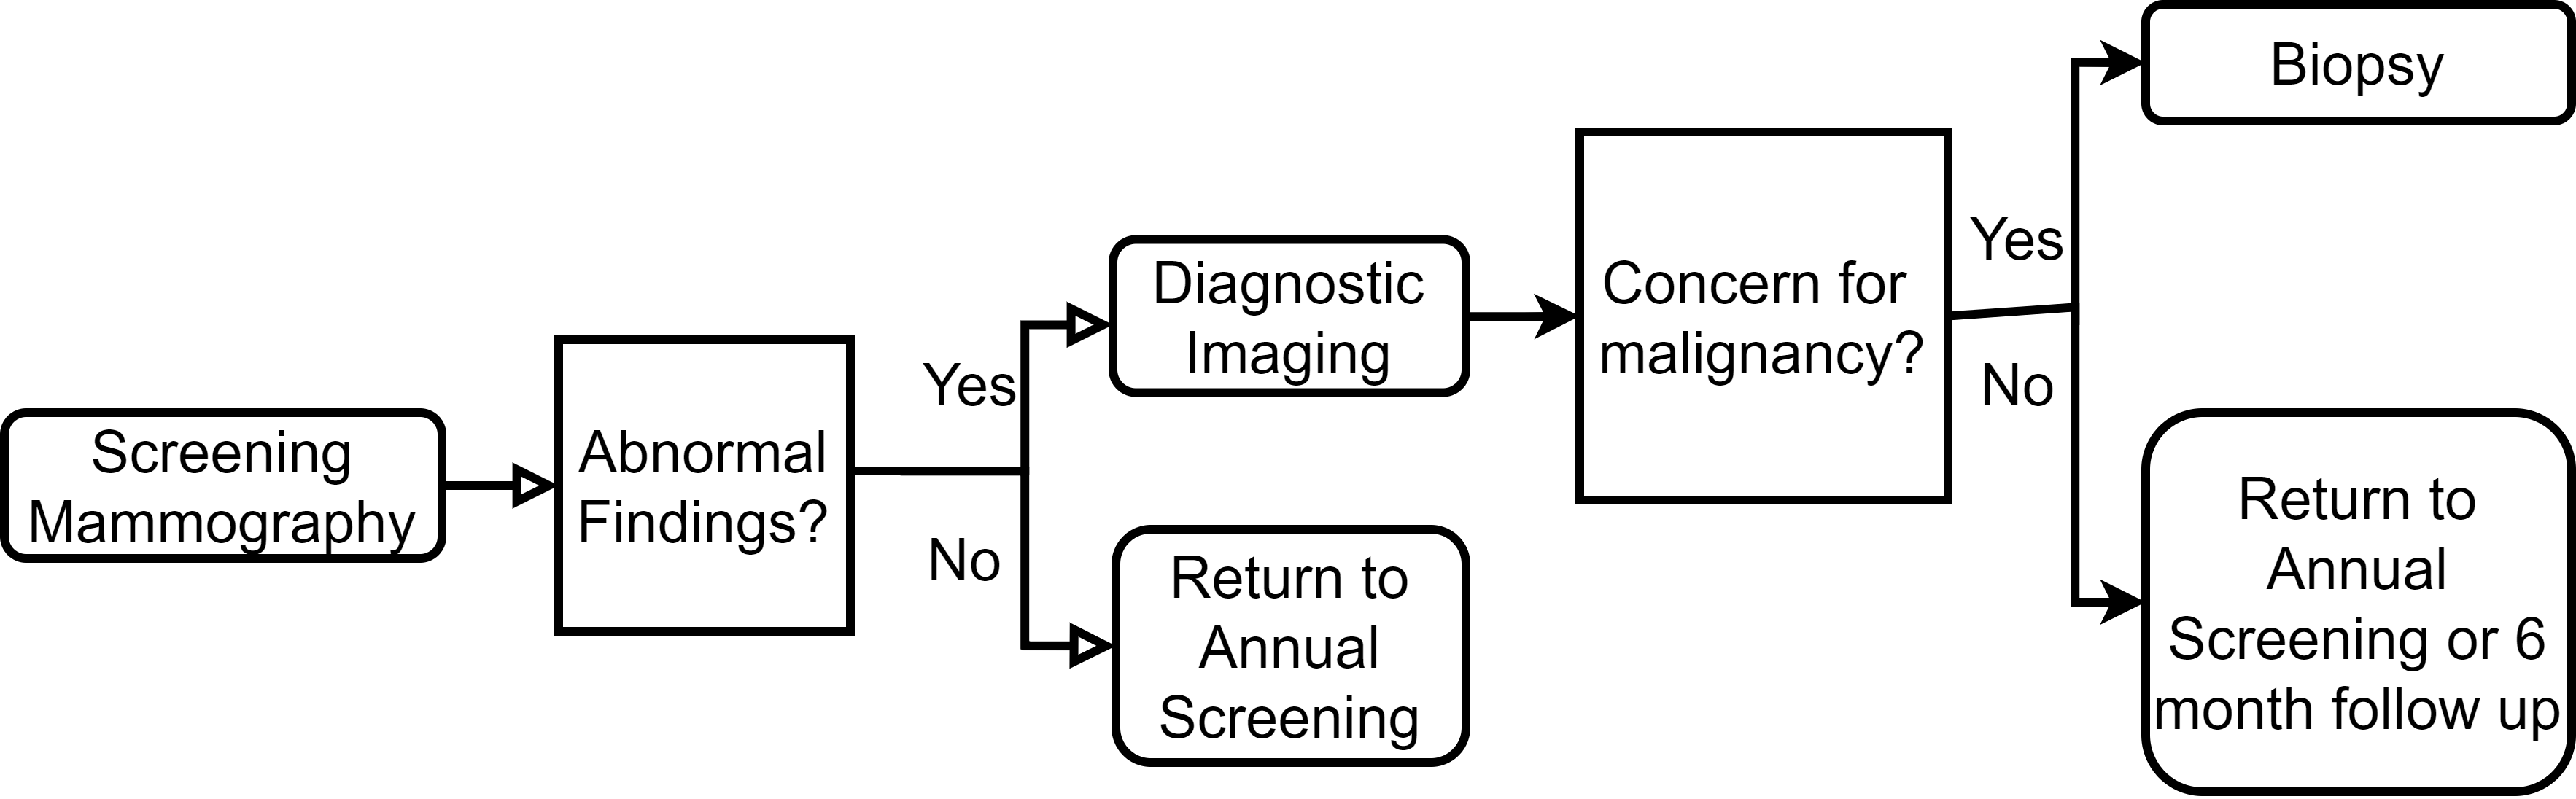 Screening
Mammography
Abnormal
Findings?
Yes
No
Diagnostic
Imaging
Return to
Annual
Screening
Concern for
malignancy?
Yes
No
Biopsy
Return to
Annual
Screening or 6
month follow up